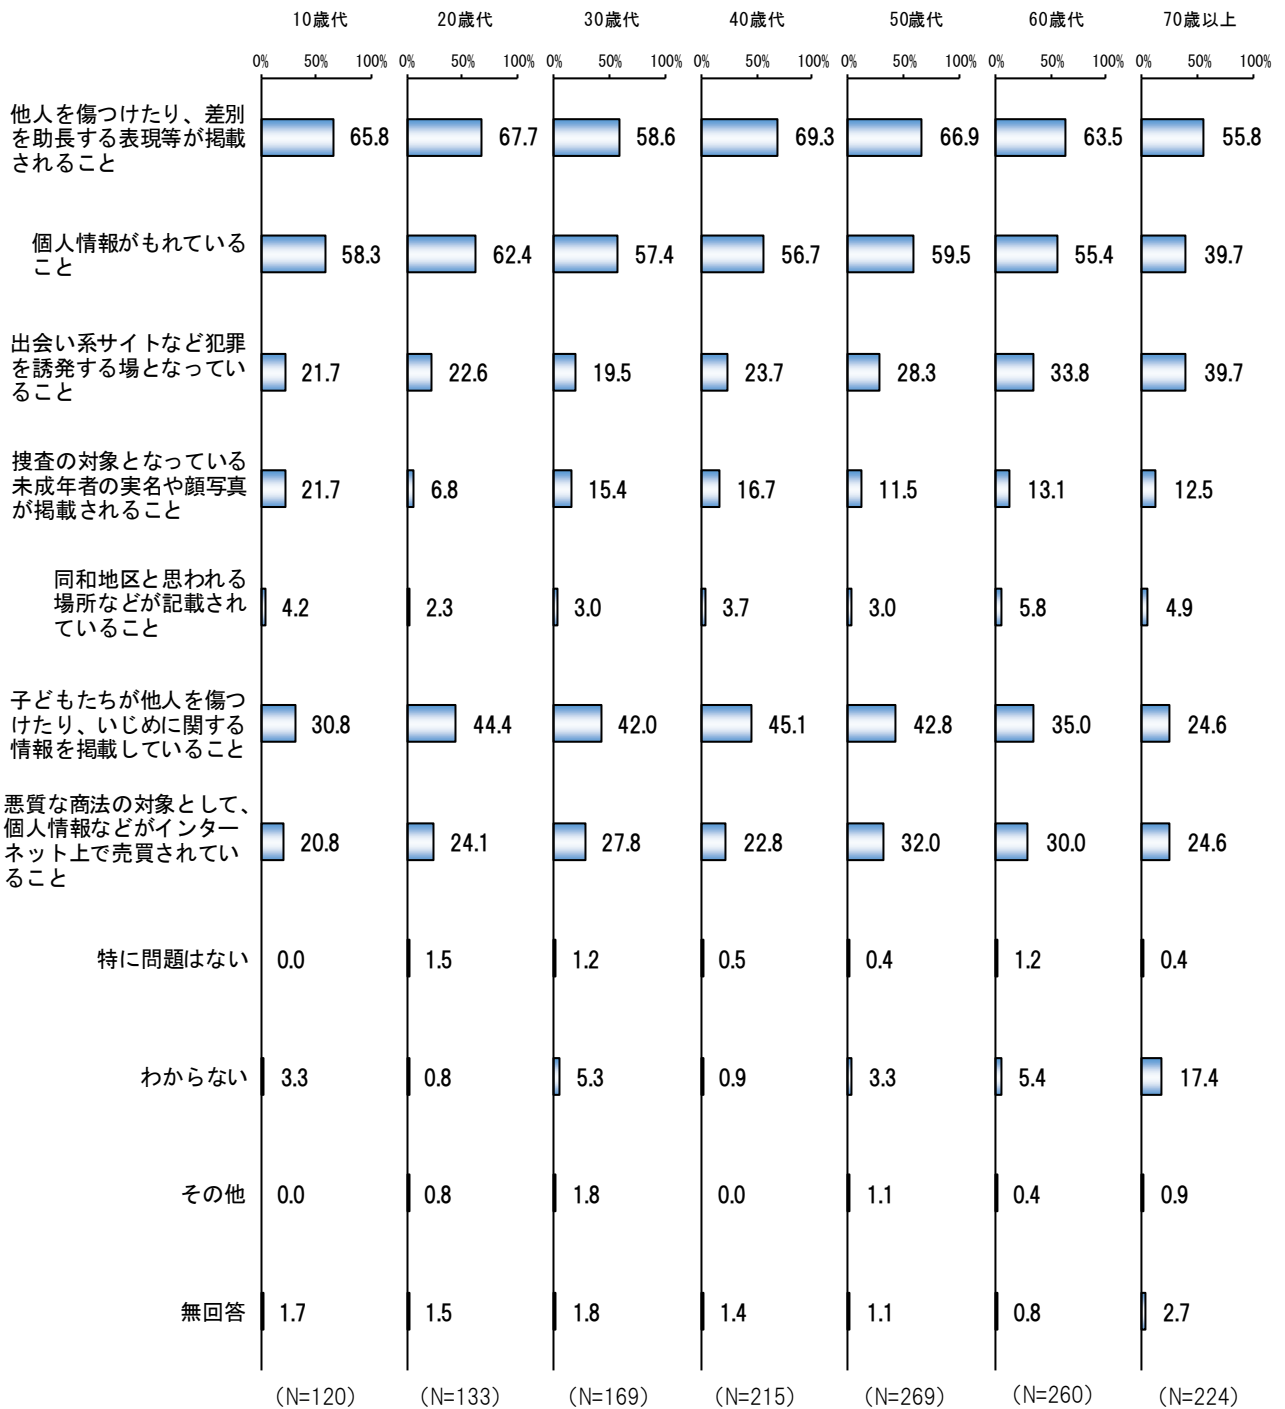 10歳代 20歳代 30歳代 40歳代 50歳代 60歳代 70歳以上
0% 50% 100% 0% 50% 100% 0% 50% 100% 0% 50% 100% 0% 50% 100% 0% 50% 100% 0% 50% 100%
他人を傷つけたり、差別
を助長する表現等が掲載
されること
65.8 67.7 58.6 69.3 66.9 63.5 55.8
個人情報がもれている
こと
58.3 62.4 57.4 56.7 59.5 55.4 39.7
出会い系サイトなど犯罪
を誘発する場となってい
ること
21.7 22.6 19.5 23.7 28.3 33.8 39.7
捜査の対象となっている
未成年者の実名や顔写真
が掲載されること
21.7 6.8 15.4 16.7 11.5 13.1 12.5
同和地区と思われる
場所などが記載され
ていること
4.2 2.3 3.0 3.7 3.0 5.8 4.9
子どもたちが他人を傷つ
けたり、いじめに関する
情報を掲載していること
30.8 44.4 42.0 45.1 42.8 35.0 24.6
悪質な商法の対象として、
個人情報などがインター
ネット上で売買されてい
ること
20.8 24.1 27.8 22.8 32.0 30.0 24.6
特に問題はない 0.0 1.5 1.2 0.5 0.4 1.2 0.4
わからない 3.3 0.8 5.3 0.9 3.3 5.4 17.4
その他 0.0 0.8 1.8 0.0 1.1 0.4 0.9
無回答 1.7 1.5 1.8 1.4 1.1 0.8 2.7
（N=120） （N=133） （N=169） （N=215） （N=269） （N=260） （N=224）